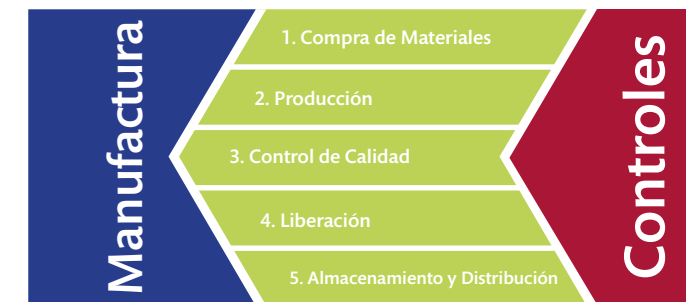 Manufactura
1. Compra de Materiales
2. Producción
3. Control de Calidad
4. Liberación
5. Almacenamiento y Distribución
Controles